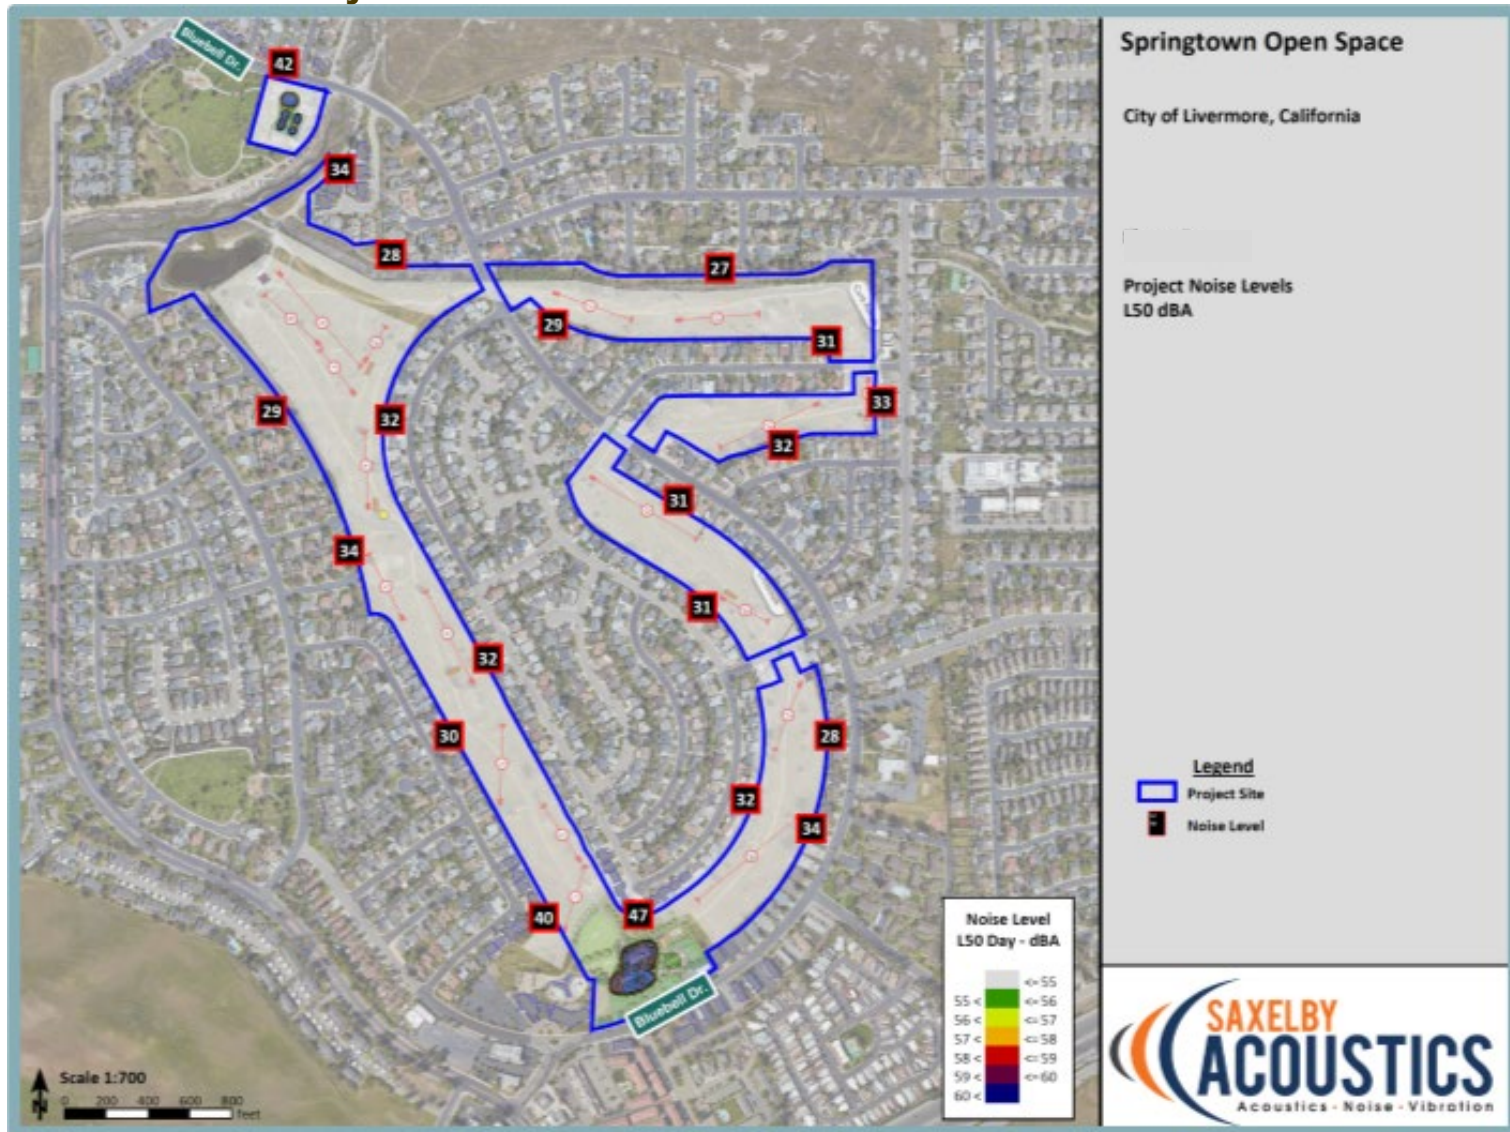 Springtown Open Space
City of Livermore, California
Project Noise Levels
L50 dBA
Bluebell Dr.
42
34
28
27
29
31
33
32
29
32
31
34
31
32
30
28
32
34
40
47
Bluebell Dr.
Legend
Project Site
Noise Level
Noise Level
L50 Day - dBA
<= 55
55 < <= 56
56 < <= 57
57 < <= 58
58 < <= 59
59 < <= 60
60 <
Scale 1:700
0 200 400 600 800
feet
N
SAXELBY
ACOUSTICS
Acoustics - Noise - Vibration